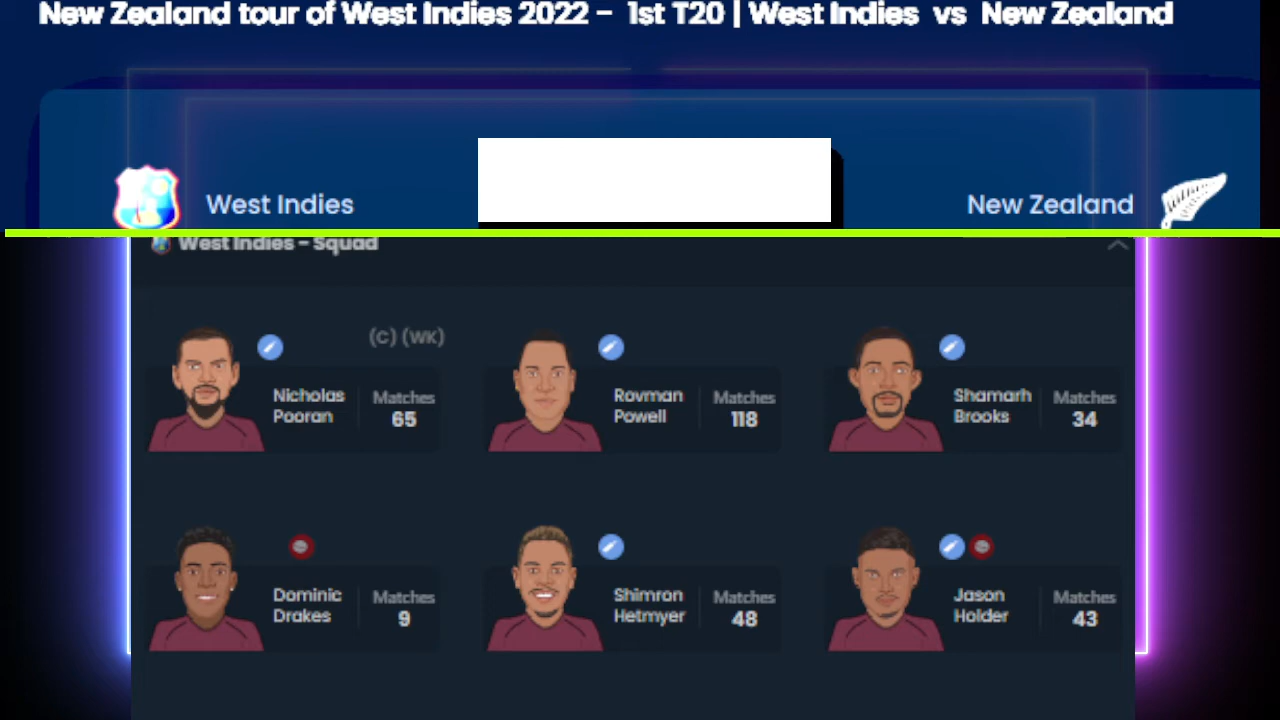 New Zealand tour of West Indies 2022 - 1st T20 | West Indies vs New Zealand
West Indies
New Zealand
West Indies - Squad
(C) (WK)
Nicholas
Pooran
Matches
65
Rovman
Powell
Matches
118
Shamarh
Brooks
Matches
34
Dominic
Drakes
Matches
9
Shimron
Hetmyer
Matches
48
Jason
Holder
Matches
43